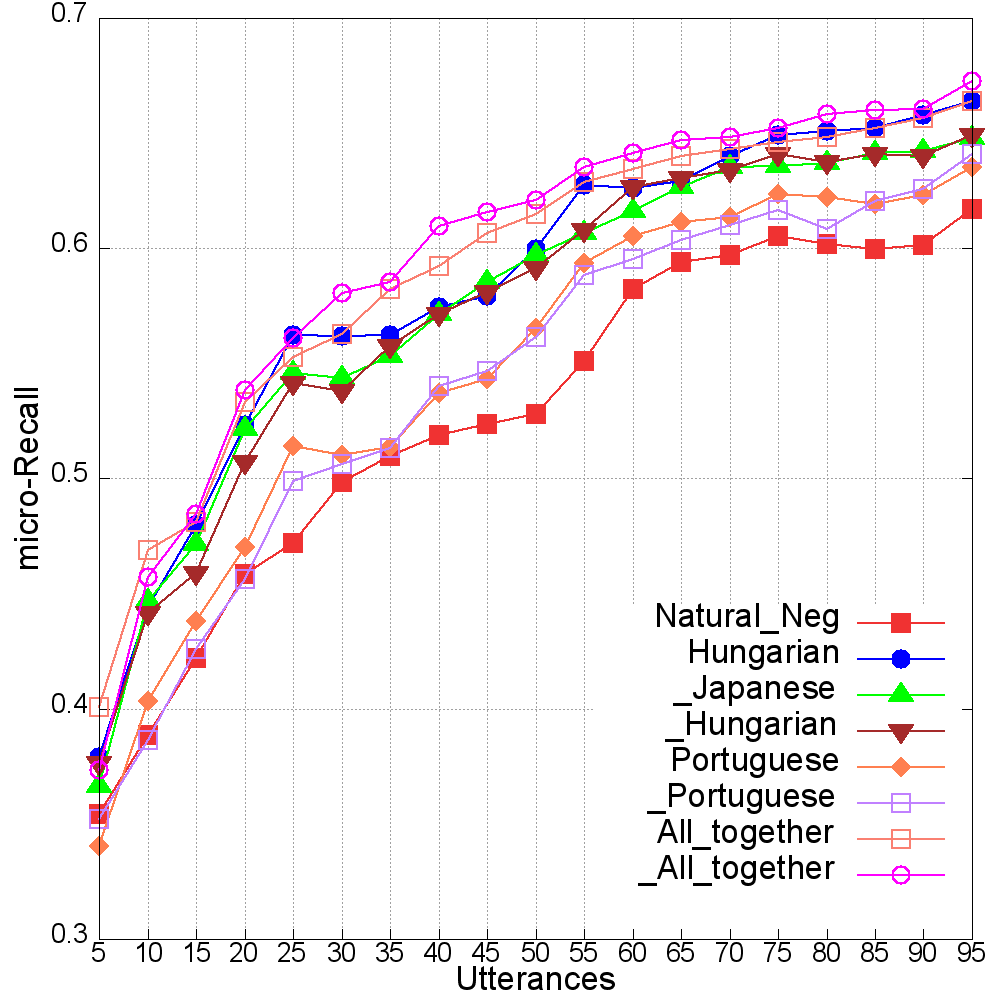 0.7
0.6
0.5
0.4
0.3
micro-Recall
Natural_Neg
Hungarian
_Japanese
_Hungarian
Portuguese
_Portuguese
All_together
_All_together
5 10 15 20 25 30 35 40 45 50 55 60 65 70 75 80 85 90 95
Utterances